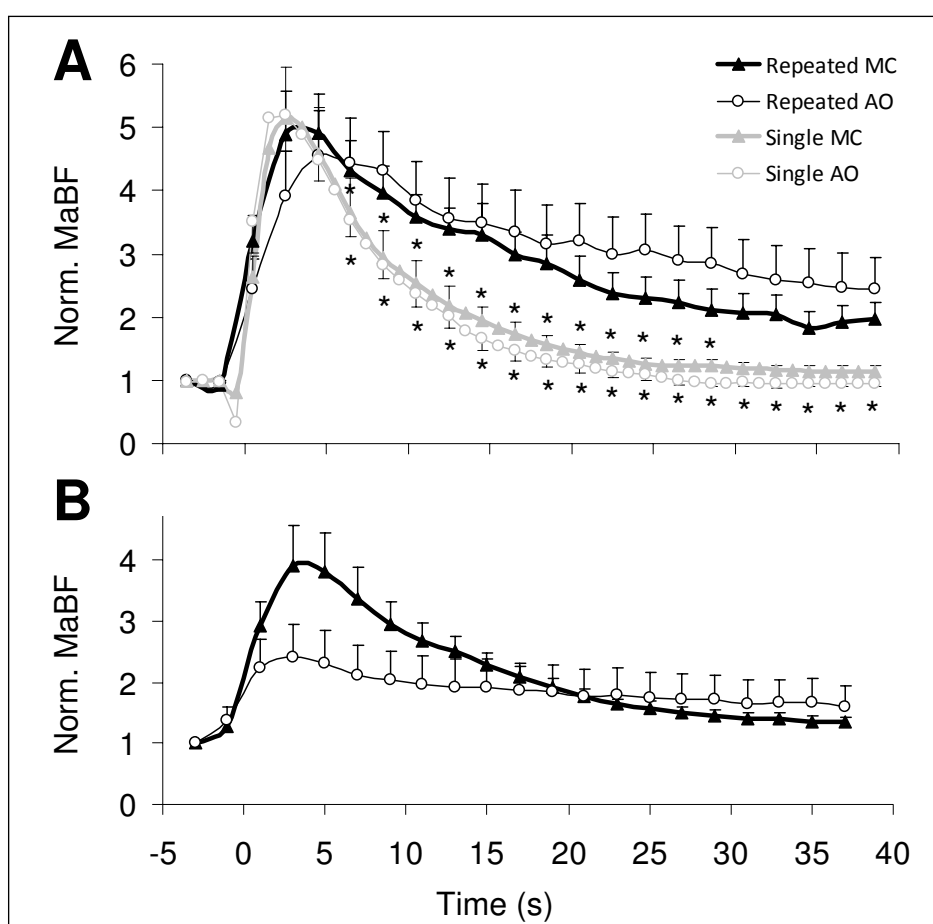 A
6
5
4
3
2
1
0
Norm. MaBF
Repeated MC
Repeated AO
Single MC
Single AO
* * * * * * * * * * * *
* * * * * * * * * * * * * * * * *
B
4
3
2
1
0
Norm. MaBF
-5 0 5 10 15 20 25 30 35 40
Time (s)